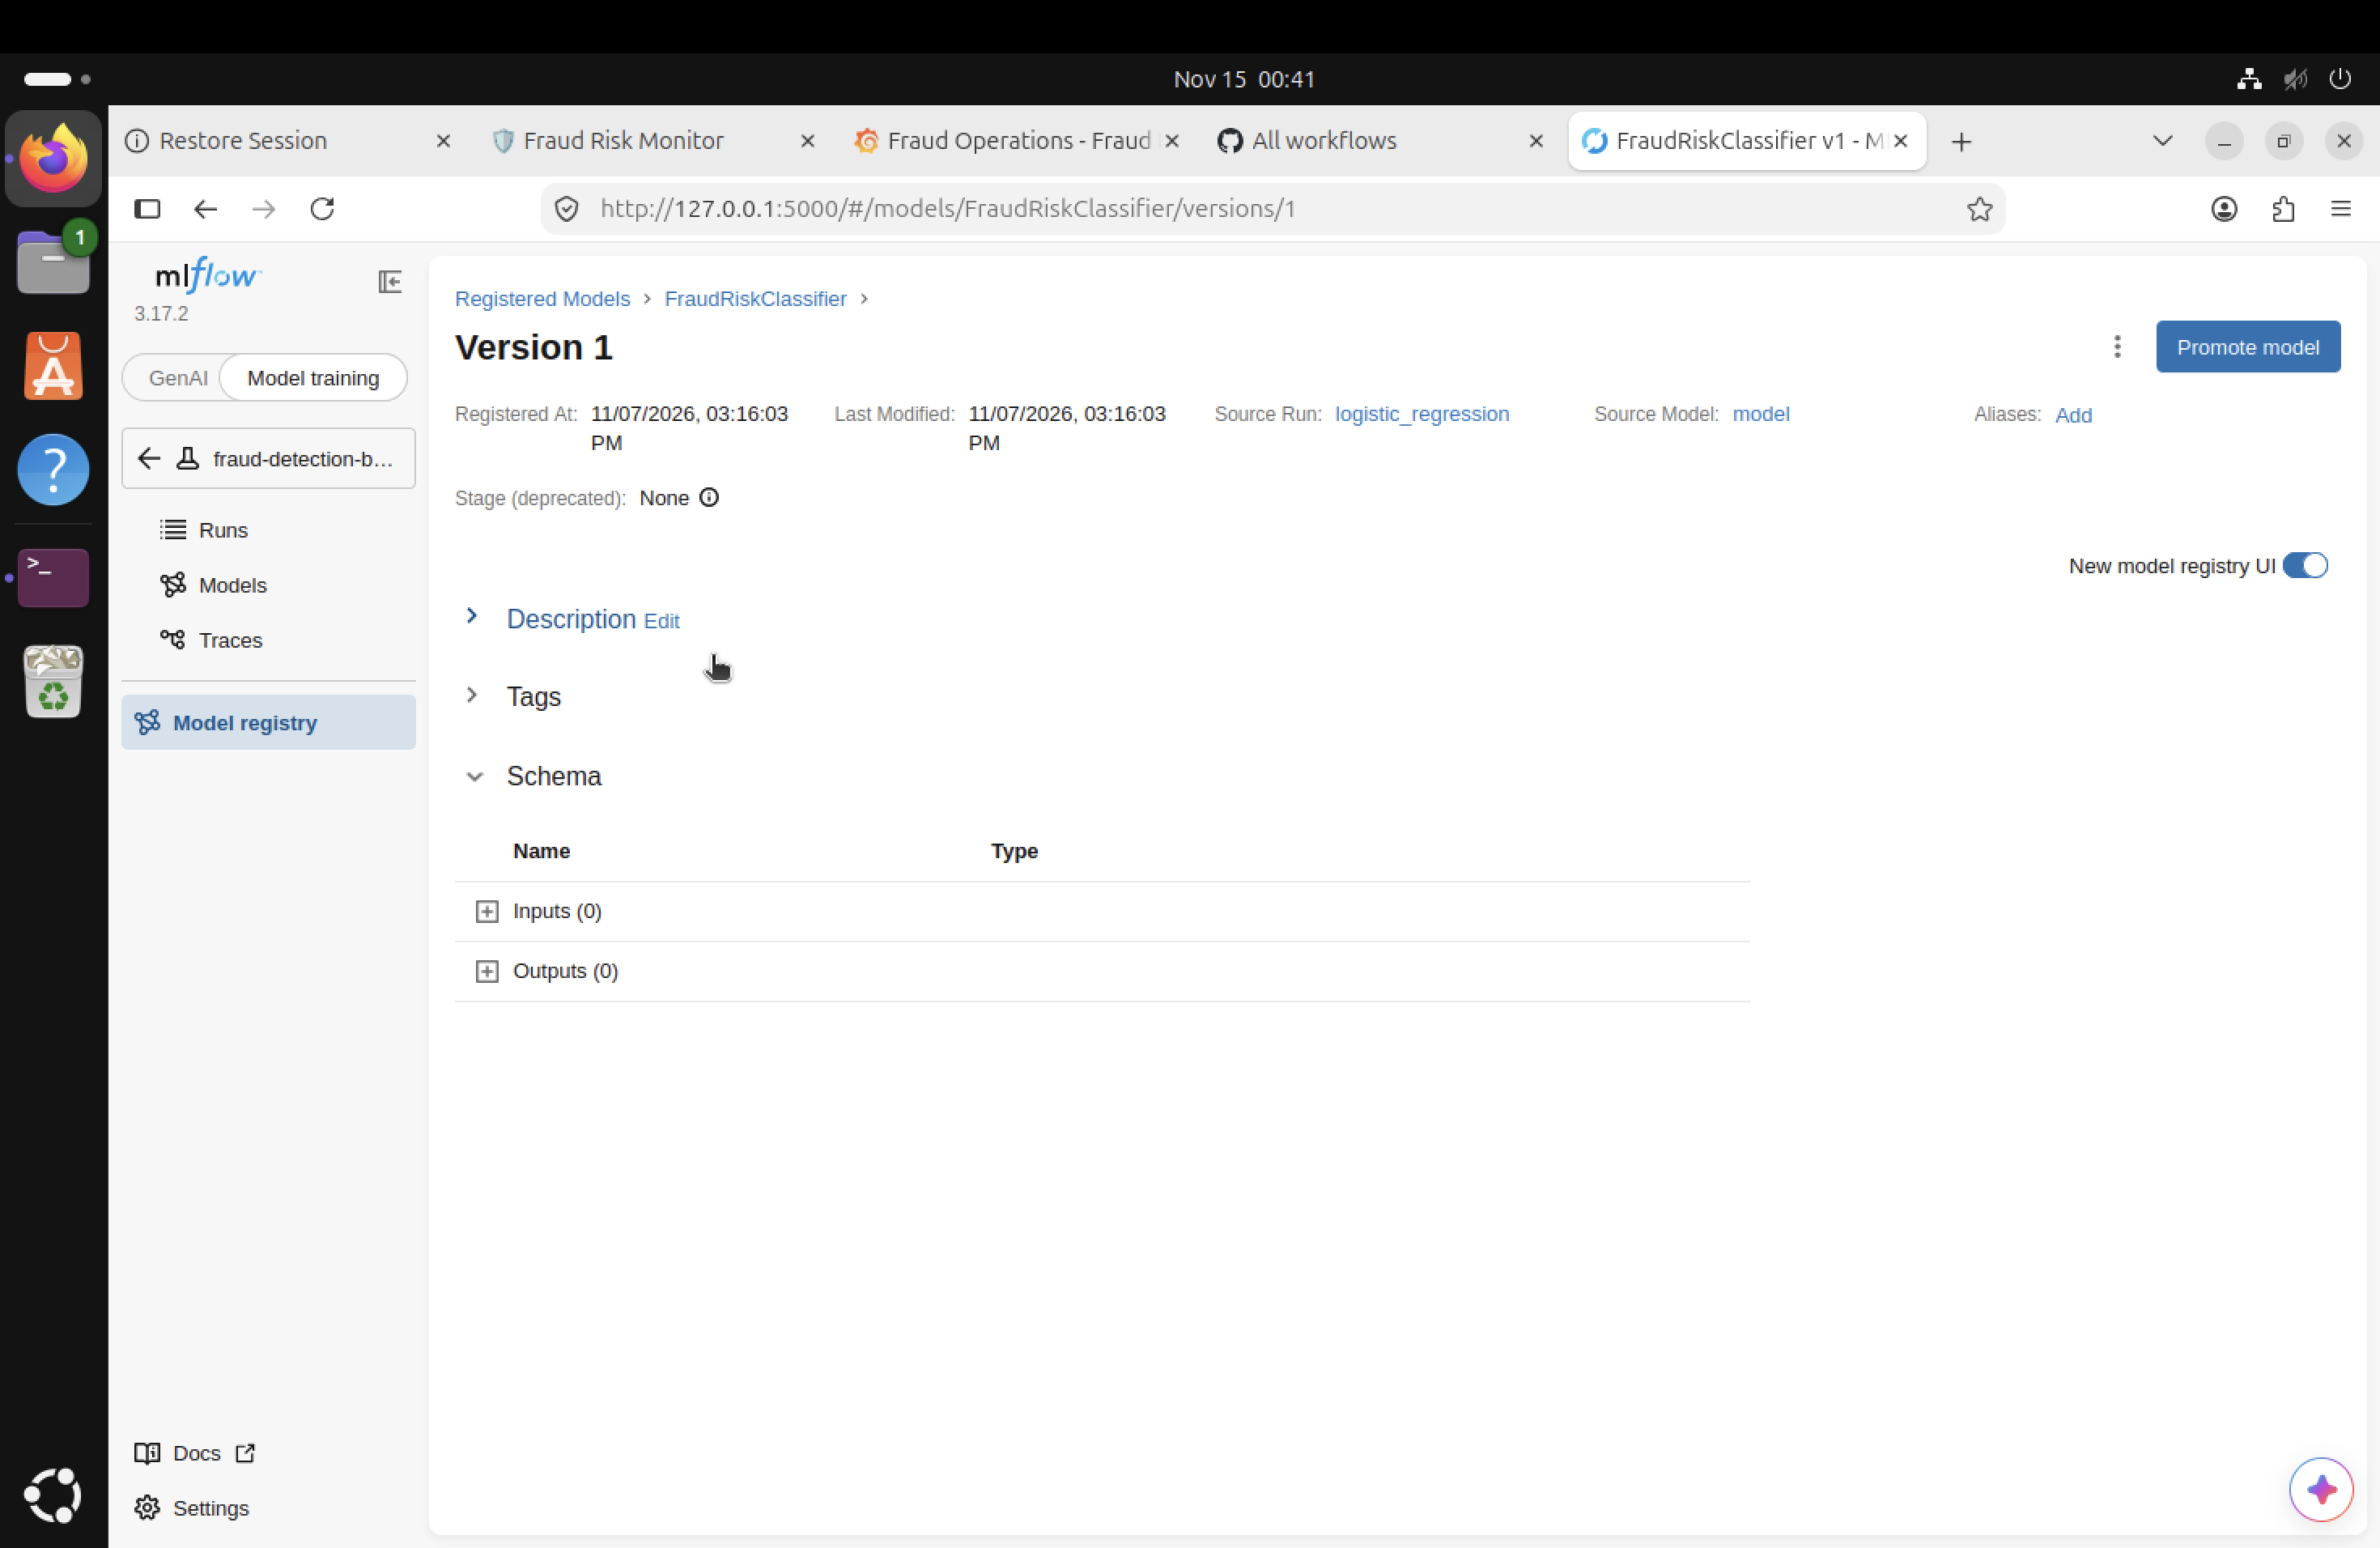 Nov 15 00:41
Restore Session
Fraud Risk Monitor
Fraud Operations - Fraud
All workflows
FraudRiskClassifier v1 - M
http://127.0.0.1:5000/#/models/FraudRiskClassifier/versions/1
1
mlflow
3.17.2
GenAI
Model training
fraud-detection-b...
Runs
Models
Traces
Model registry
Docs
Settings
Registered Models > FraudRiskClassifier >
Version 1
Promote model
Registered At: 11/07/2026, 03:16:03 PM
Last Modified: 11/07/2026, 03:16:03 PM
Source Run: logistic_regression
Source Model: model
Aliases: Add
Stage (deprecated): None
New model registry UI
Description Edit
Tags
Schema
Name Type
Inputs (0)
Outputs (0)